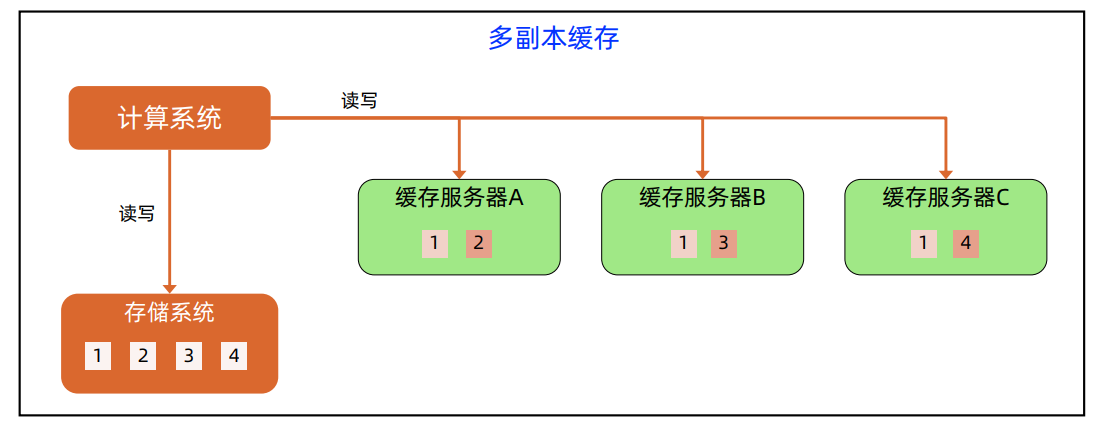 多副本缓存
计算系统
读写
读写
缓存服务器A
1 2
缓存服务器B
1 3
缓存服务器C
1 4
存储系统
1 2 3 4